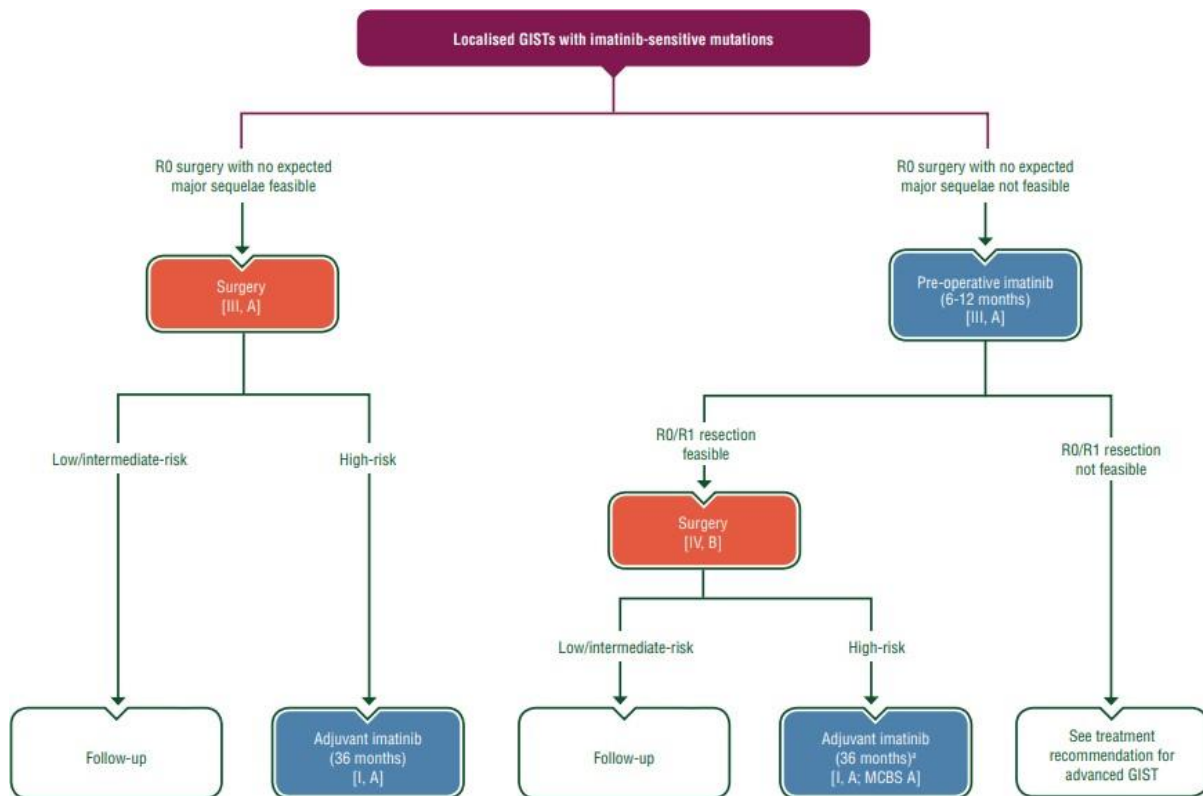 Localised GISTs with imatinib-sensitive mutations
R0 surgery with no expected
major sequelae feasible
R0 surgery with no expected
major sequelae not feasible
Surgery
[III, A]
Pre-operative imatinib
(6-12 months)
[III, A]
Low/intermediate-risk
High-risk
R0/R1 resection
feasible
R0/R1 resection
not feasible
Surgery
[IV, B]
Low/intermediate-risk
High-risk
Follow-up
Adjuvant imatinib
(36 months)
[I, A]
Follow-up
Adjuvant imatinib
(36 months)ᵃ
[I, A; MCBS A]
See treatment
recommendation for
advanced GIST